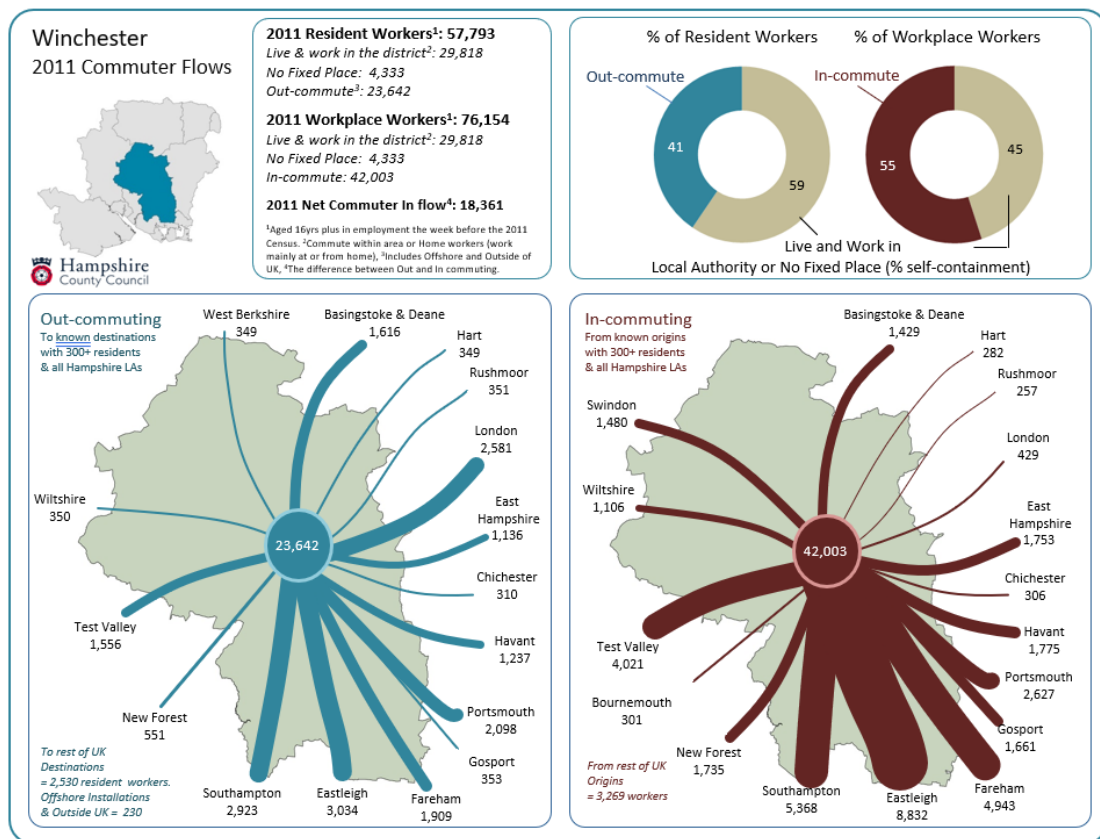 Winchester
2011 Commuter Flows
Hampshire
County Council
2011 Resident Workers¹: 57,793
Live & work in the district²: 29,818
No Fixed Place: 4,333
Out-commute³: 23,642
2011 Workplace Workers¹: 76,154
Live & work in the district²: 29,818
No Fixed Place: 4,333
In-commute: 42,003
2011 Net Commuter In flow⁴: 18,361
¹Aged 16yrs plus in employment the week before the 2011
Census. ²Commute within area or Home workers (work
mainly at or from home), ³Includes Offshore and Outside of
UK, ⁴The difference between Out and In commuting.
% of Resident Workers
% of Workplace Workers
Out-commute
In-commute
41
59
55
45
Live and Work in
Local Authority or No Fixed Place (% self-containment)
Out-commuting
To known destinations
with 300+ residents
& all Hampshire LAs
West Berkshire
349
Basingstoke & Deane
1,616
Hart
349
Rushmoor
351
London
2,581
East
Hampshire
1,136
Chichester
310
Havant
1,237
Portsmouth
2,098
Gosport
353
Fareham
1,909
Eastleigh
3,034
Southampton
2,923
New Forest
551
Test Valley
1,556
Wiltshire
350
23,642
To rest of UK
Destinations
= 2,530 resident workers.
Offshore Installations
& Outside UK = 230
In-commuting
From known origins
with 300+ residents
& all Hampshire LAs
Basingstoke & Deane
1,429
Hart
282
Rushmoor
257
London
429
East
Hampshire
1,753
Chichester
306
Havant
1,775
Portsmouth
2,627
Gosport
1,661
Fareham
4,943
Eastleigh
8,832
Southampton
5,368
New Forest
1,735
Bournemouth
301
Test Valley
4,021
Wiltshire
1,106
Swindon
1,480
42,003
From rest of UK
Origins
= 3,269 workers